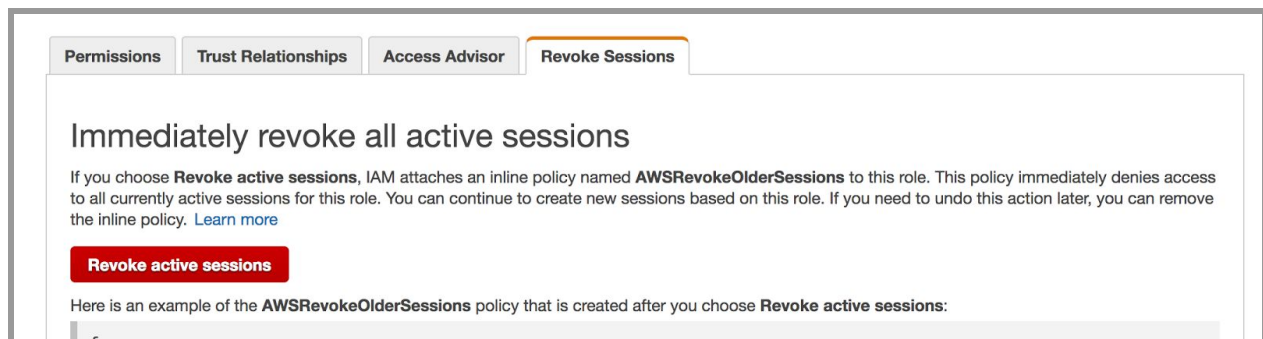 Permissions Trust Relationships Access Advisor Revoke Sessions
Immediately revoke all active sessions
If you choose Revoke active sessions, IAM attaches an inline policy named AWSRevokeOlderSessions to this role. This policy immediately denies access
to all currently active sessions for this role. You can continue to create new sessions based on this role. If you need to undo this action later, you can remove
the inline policy. Learn more
Revoke active sessions
Here is an example of the AWSRevokeOlderSessions policy that is created after you choose Revoke active sessions: